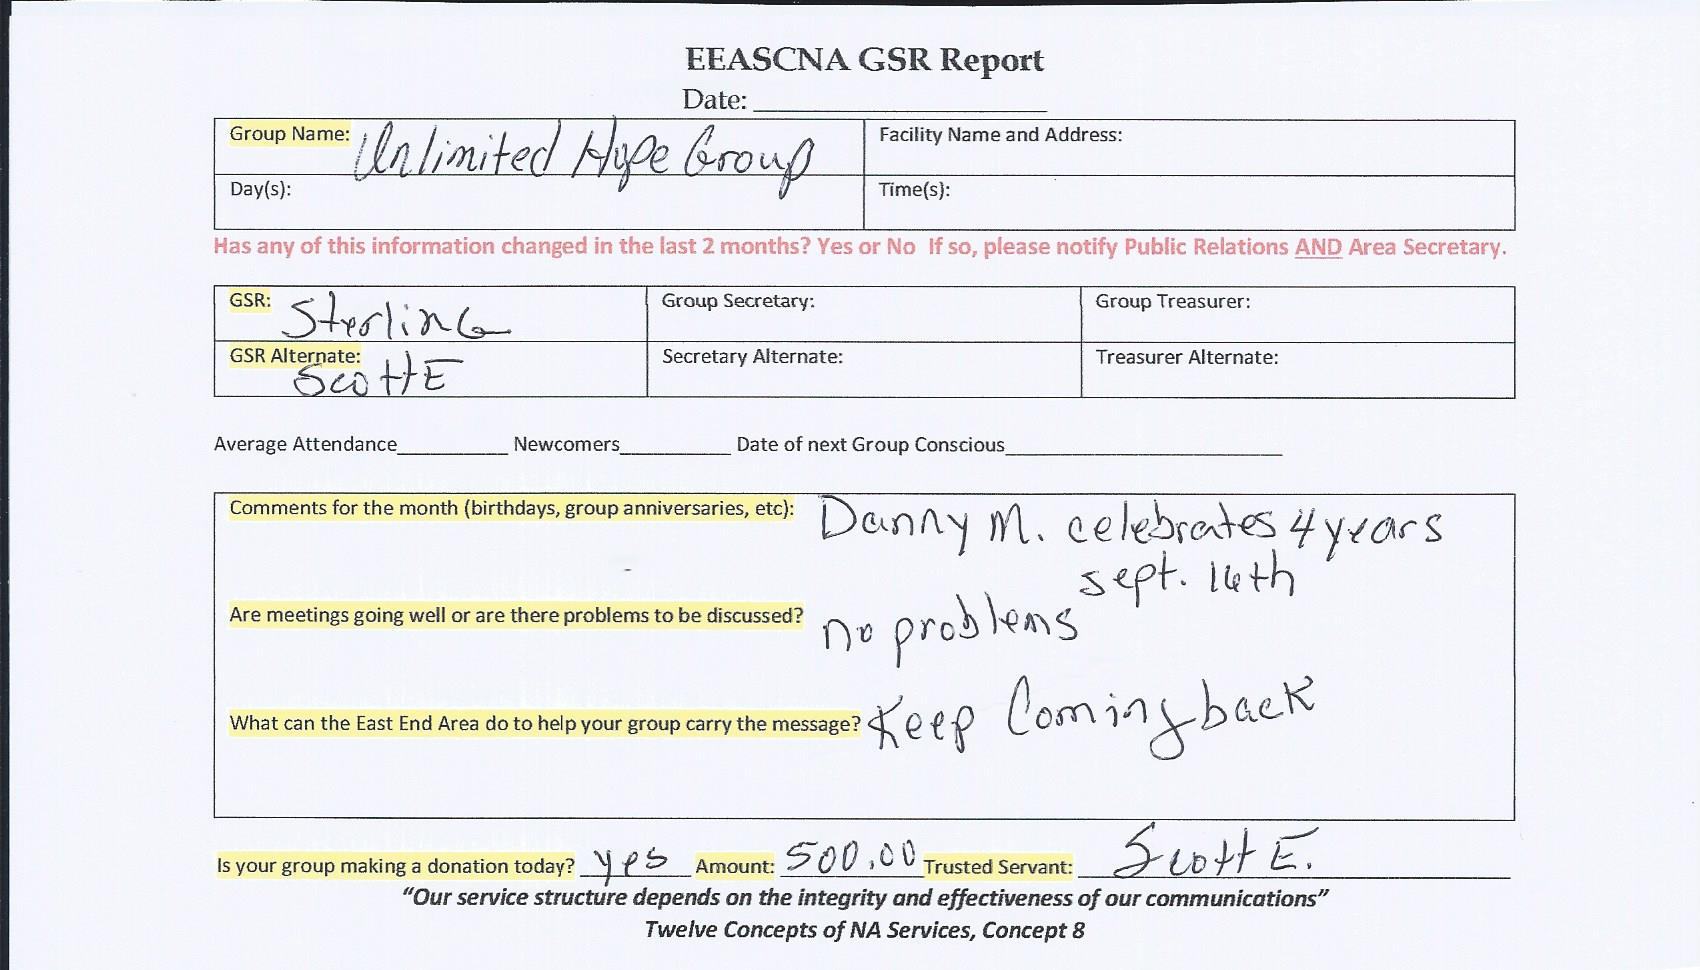 EEASCNA GSR Report
Date: ____________
Group Name: Unlimited Hope Group
Facility Name and Address:
Day(s):
Time(s):
Has any of this information changed in the last 2 months? Yes or No If so, please notify Public Relations AND Area Secretary.
GSR: Sterling
Group Secretary:
Group Treasurer:
GSR Alternate:
Scott E
Secretary Alternate:
Treasurer Alternate:
Average Attendance__________ Newcomers__________ Date of next Group Conscious__________
Comments for the month (birthdays, group anniversaries, etc): Danny M. celebrates 4 years
sept. 16th
Are meetings going well or are there problems to be discussed? no problems
What can the East End Area do to help your group carry the message? Keep Coming back
Is your group making a donation today? yes Amount: 500.00 Trusted Servant: Scott E.
"Our service structure depends on the integrity and effectiveness of our communications"
Twelve Concepts of NA Services, Concept 8